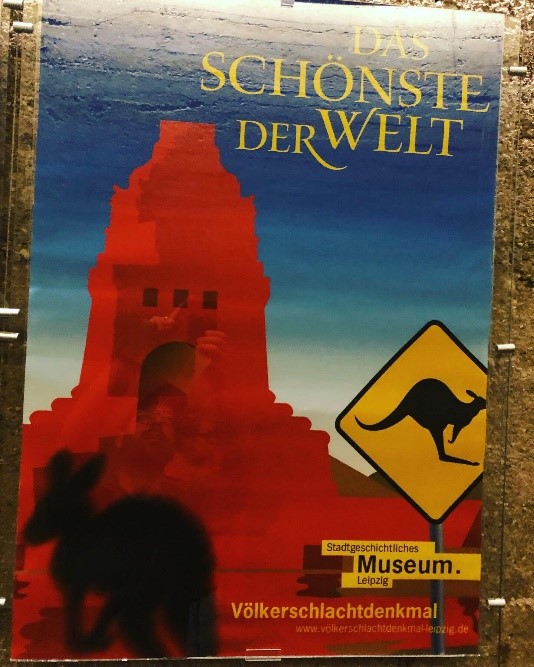 DAS
SCHÖNSTE
DER WELT
Stadtgeschichtliches
Museum.
Leipzig
Völkerschlachtdenkmal
www.völkerschlachtdenkmal-leipzig.de